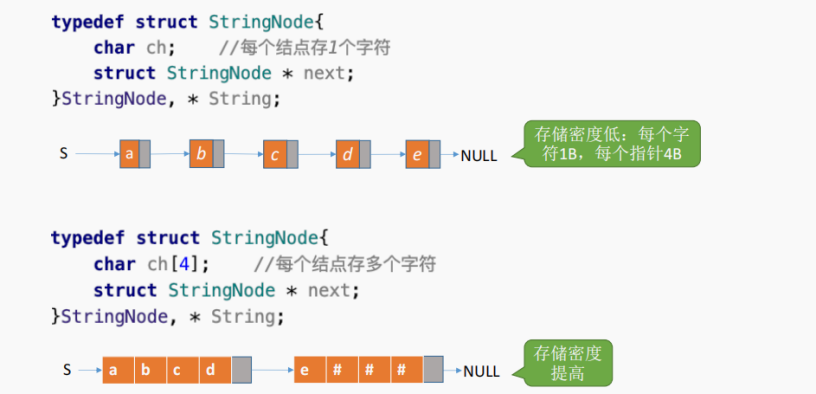 typedef struct StringNode{
char ch; //每个结点存1个字符
struct StringNode * next;
}StringNode, * String;
S a b c d e NULL
存储密度低：每个字
符1B，每个指针4B
typedef struct StringNode{
char ch[4]; //每个结点存多个字符
struct StringNode * next;
}StringNode, * String;
S a b c d e # # # NULL
存储密度
提高